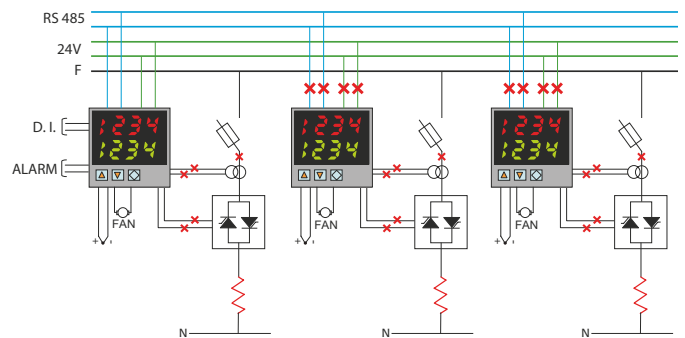 RS 485
24V
F
D. I.
ALARM
1234
1234
FAN
+ -
N
1234
1234
FAN
+ -
N
1234
1234
FAN
+ -
N